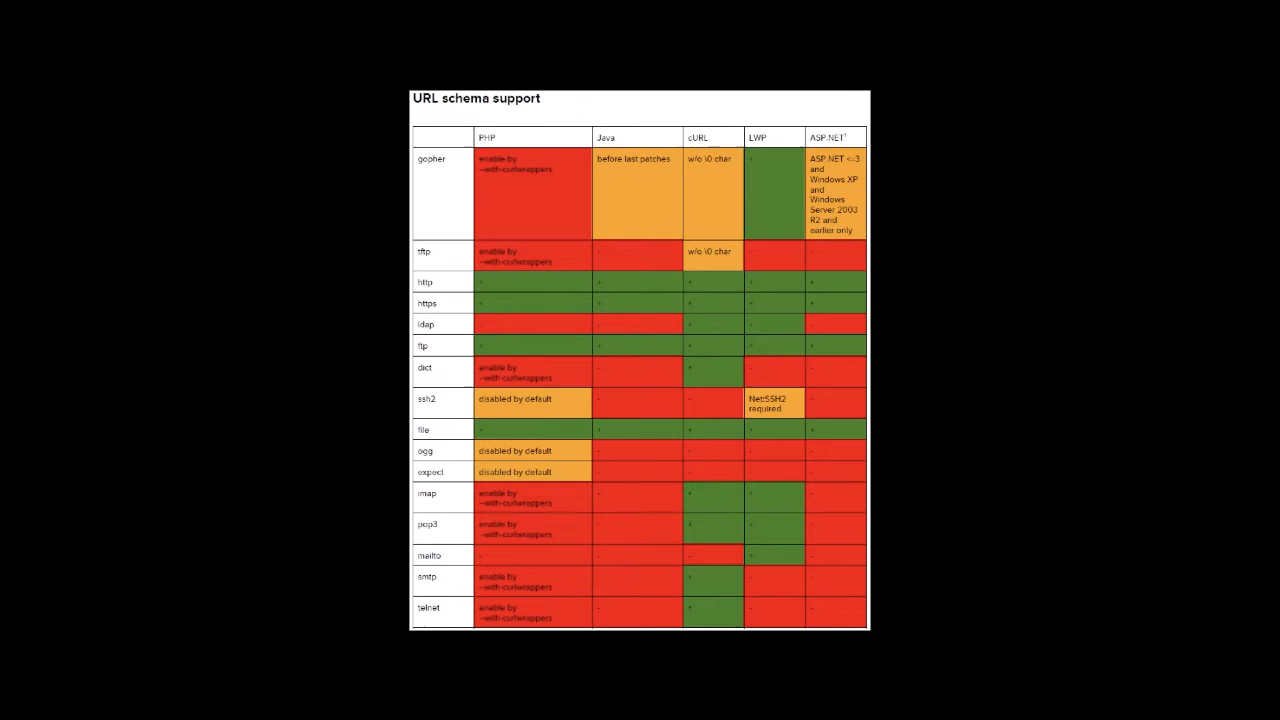 URL schema support
PHP Java cURL LWP ASP.NET†
gopher enable by --with-curlwrappers before last patches w/o \0 char + ASP.NET <=3 and Windows XP and Windows Server 2003 R2 and earlier only
tftp enable by --with-curlwrappers - w/o \0 char - -
http + + + + +
https + + + + +
ldap - - + + -
ftp + + + + +
dict enable by --with-curlwrappers - + - -
ssh2 disabled by default - - Net:SSH2 required -
file + + + + +
ogg disabled by default - - - -
expect disabled by default - - - -
imap enable by --with-curlwrappers - + + -
pop3 enable by --with-curlwrappers - + + -
mailto - - - + -
smtp enable by --with-curlwrappers - + - -
telnet enable by --with-curlwrappers - + - -